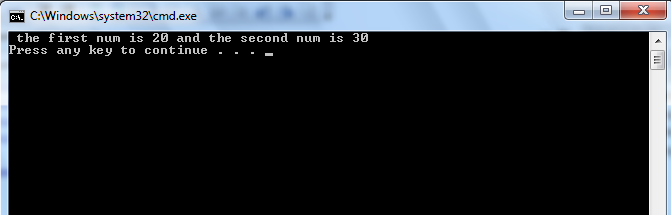 C:\Windows\system32\cmd.exe
the first num is 20 and the second num is 30
Press any key to continue . . . _